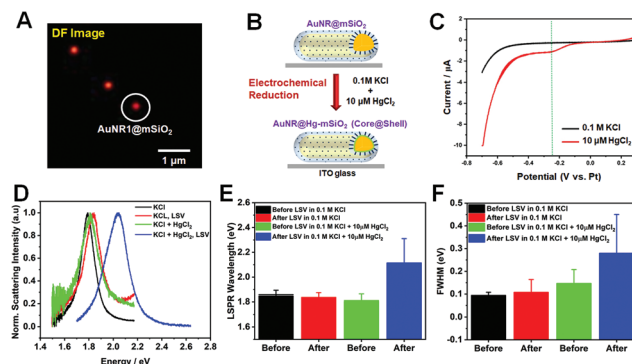 A
DF Image
AuNR1@mSiO₂
1 µm
B
AuNR@mSiO₂
Electrochemical
Reduction
0.1M KCl
+
10 µM HgCl₂
AuNR@Hg-mSiO₂ (Core@Shell)
ITO glass
C
Current / µA
2
0
-2
-4
-6
-8
-10
0.1 M KCl
10 µM HgCl₂
-0.6
-0.4
-0.2
0.0
0.2
Potential (V vs. Pt)
D
Norm. Scattering Intensity (a.u)
1.0
0.8
0.6
0.4
0.2
0.0
KCl
KCL, LSV
KCl + HgCl₂
KCl + HgCl₂, LSV
1.4
1.6
1.8
2.0
2.2
2.4
2.6
2.8
Energy / eV
E
LSPR Wavelength (eV)
Before LSV in 0.1 M KCl
After LSV in 0.1 M KCl
Before LSV in 0.1 M KCl + 10µM HgCl₂
After LSV in 0.1 M KCl + 10µM HgCl₂
2.4
2.2
2.0
1.8
1.6
1.5
Before
After
Before
After
F
FWHM (eV)
Before LSV in 0.1 M KCl
After LSV in 0.1 M KCl
Before LSV in 0.1 M KCl + 10µM HgCl₂
After LSV in 0.1 M KCl + 10µM HgCl₂
0.5
0.4
0.3
0.2
0.1
0.0
-0.1
Before
After
Before
After